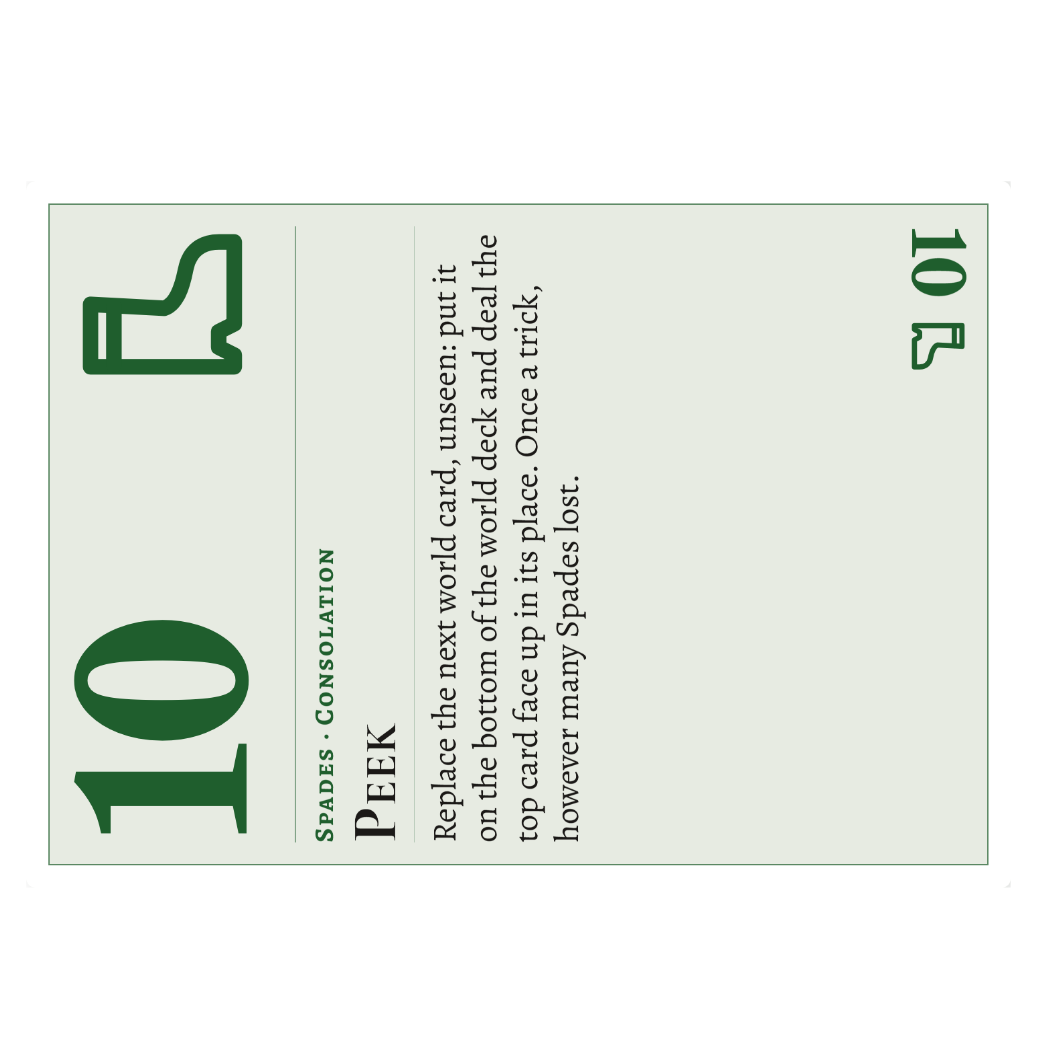 10
Spades · Consolation
Peek
Replace the next world card, unseen: put it
on the bottom of the world deck and deal the
top card face up in its place. Once a trick,
however many Spades lost.
10